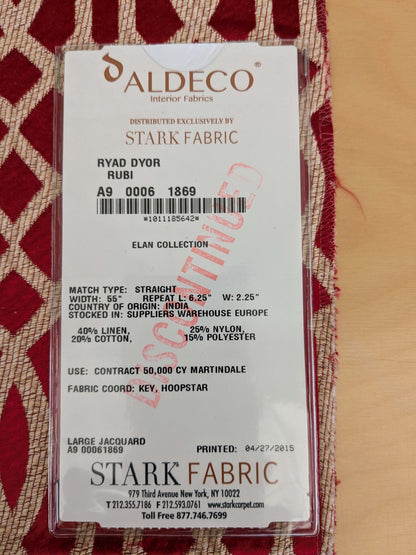 ALDECO®
Interior Fabrics
DISTRIBUTED EXCLUSIVELY BY
STARK FABRIC
RYAD DYOR
RUBI
A9 0006 1869
*1011185642*
ELAN COLLECTION
DISCONTINUED
MATCH TYPE: STRAIGHT
WIDTH: 55" REPEAT L: 6.25" W: 2.25"
COUNTRY OF ORIGIN: INDIA
STOCKED IN: SUPPLIERS WAREHOUSE EUROPE
40% LINEN, 25% NYLON,
20% COTTON, 15% POLYESTER
USE: CONTRACT 50,000 CY MARTINDALE
FABRIC COORD: KEY, HOOPSTAR
LARGE JACQUARD
A9 00061869 PRINTED: 04/27/2015
STARK FABRIC
979 Third Avenue New York, NY 10022
T 212.355.7186 F 212.593.0761 www.starkcarpet.com
Toll Free 877.746.7699